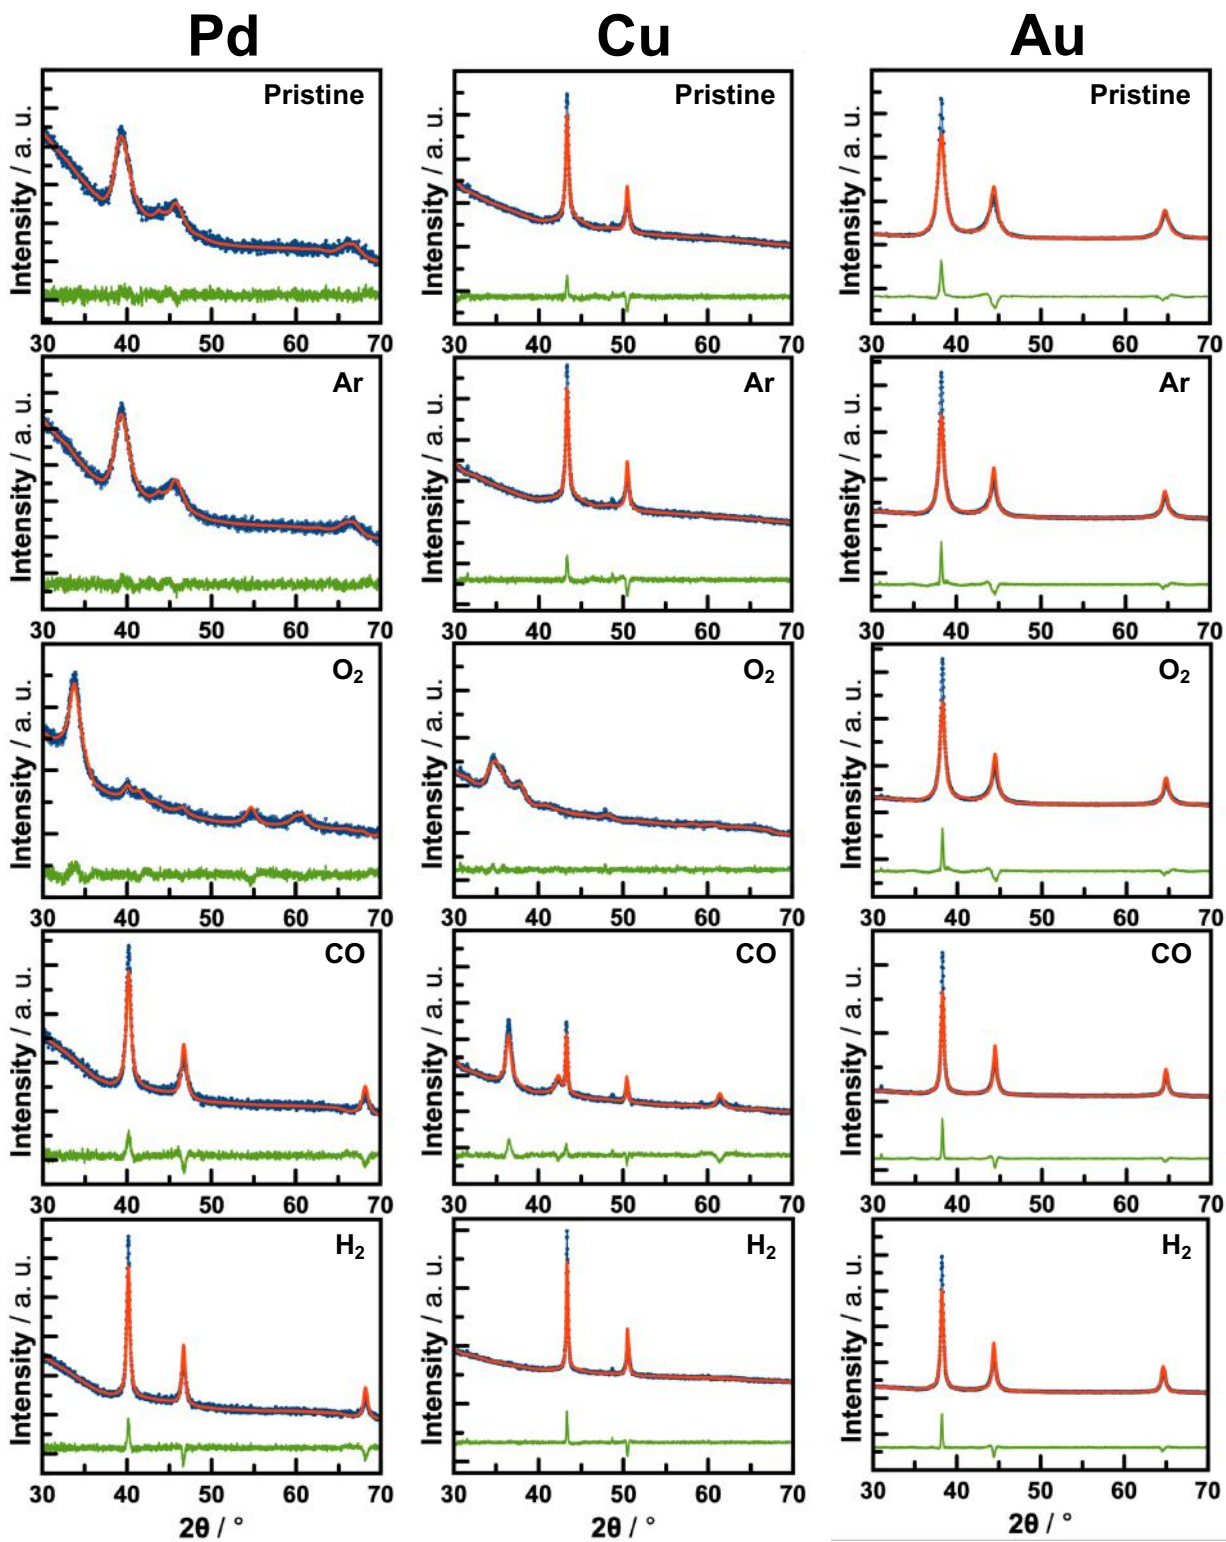 Pd Cu Au
Pristine Pristine Pristine
Intensity / a. u. Intensity / a. u. Intensity / a. u.
30 40 50 60 70 30 40 50 60 70 30 40 50 60 70
Ar Ar Ar
Intensity / a. u. Intensity / a. u. Intensity / a. u.
30 40 50 60 70 30 40 50 60 70 30 40 50 60 70
O₂ O₂ O₂
Intensity / a. u. Intensity / a. u. Intensity / a. u.
30 40 50 60 70 30 40 50 60 70 30 40 50 60 70
CO CO CO
Intensity / a. u. Intensity / a. u. Intensity / a. u.
30 40 50 60 70 30 40 50 60 70 30 40 50 60 70
H₂ H₂ H₂
Intensity / a. u. Intensity / a. u. Intensity / a. u.
30 40 50 60 70 30 40 50 60 70 30 40 50 60 70
2θ / ° 2θ / ° 2θ / °